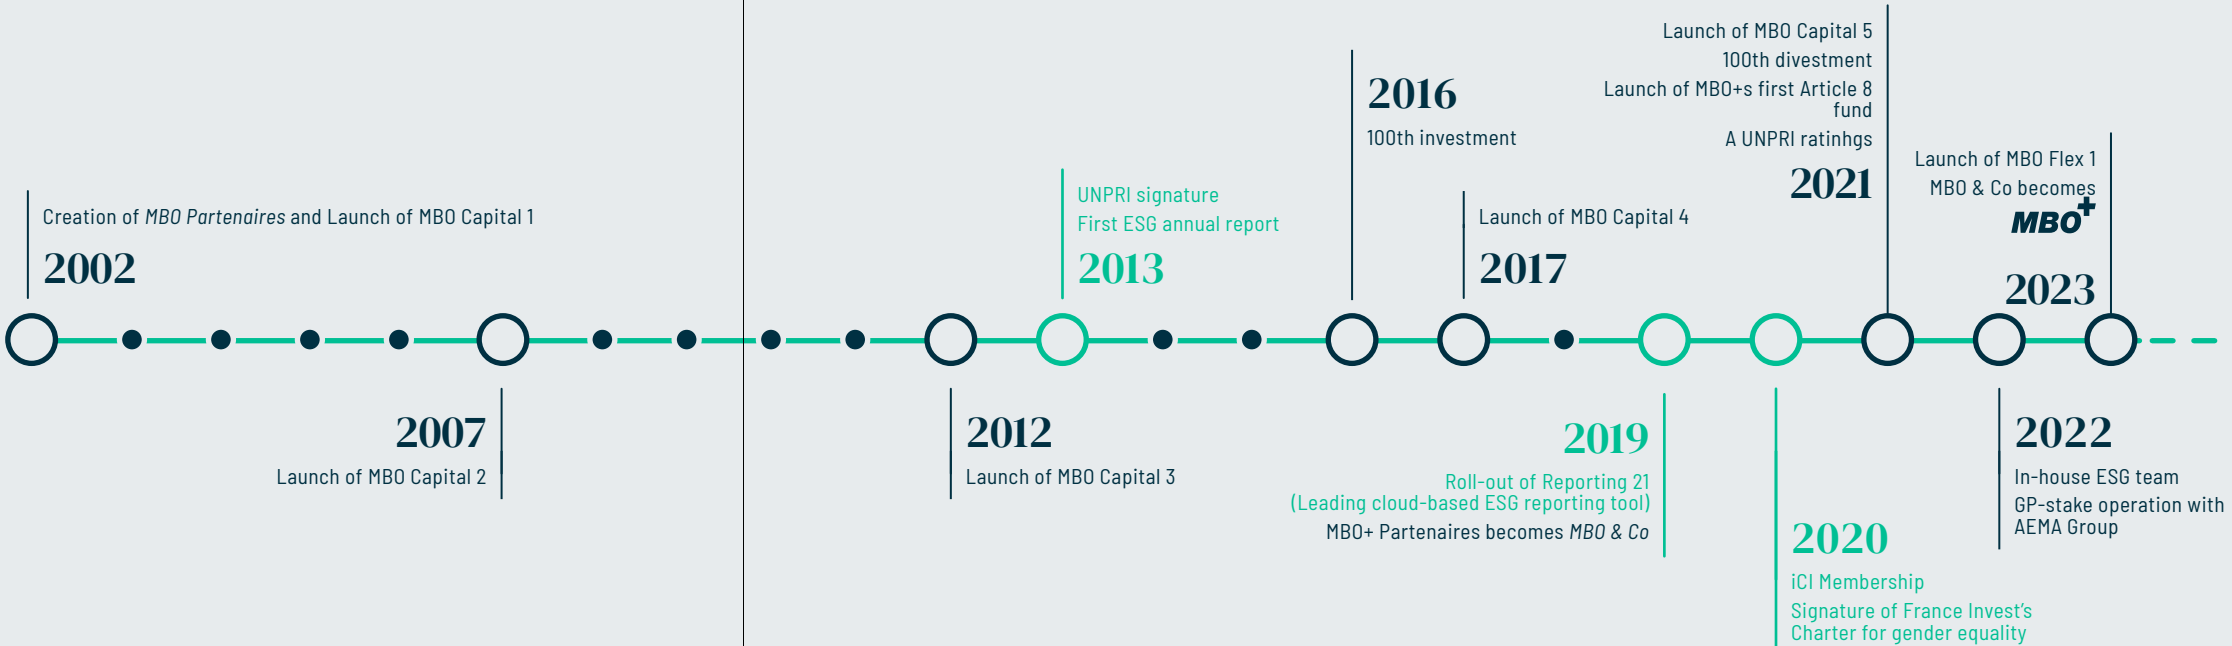 Creation of MBO Partenaires and Launch of MBO Capital 1
2002
2007
Launch of MBO Capital 2
2012
Launch of MBO Capital 3
UNPRI signature
First ESG annual report
2013
2016
100th investment
Launch of MBO Capital 4
2017
2019
Roll-out of Reporting 21
(Leading cloud-based ESG reporting tool)
MBO+ Partenaires becomes MBO & Co
2020
iCI Membership
Signature of France Invest’s
Charter for gender equality
Launch of MBO Capital 5
100th divestment
Launch of MBO+s first Article 8
fund
A UNPRI ratinhgs
2021
2022
In-house ESG team
GP-stake operation with
AEMA Group
Launch of MBO Flex 1
MBO & Co becomes
MBO+
2023